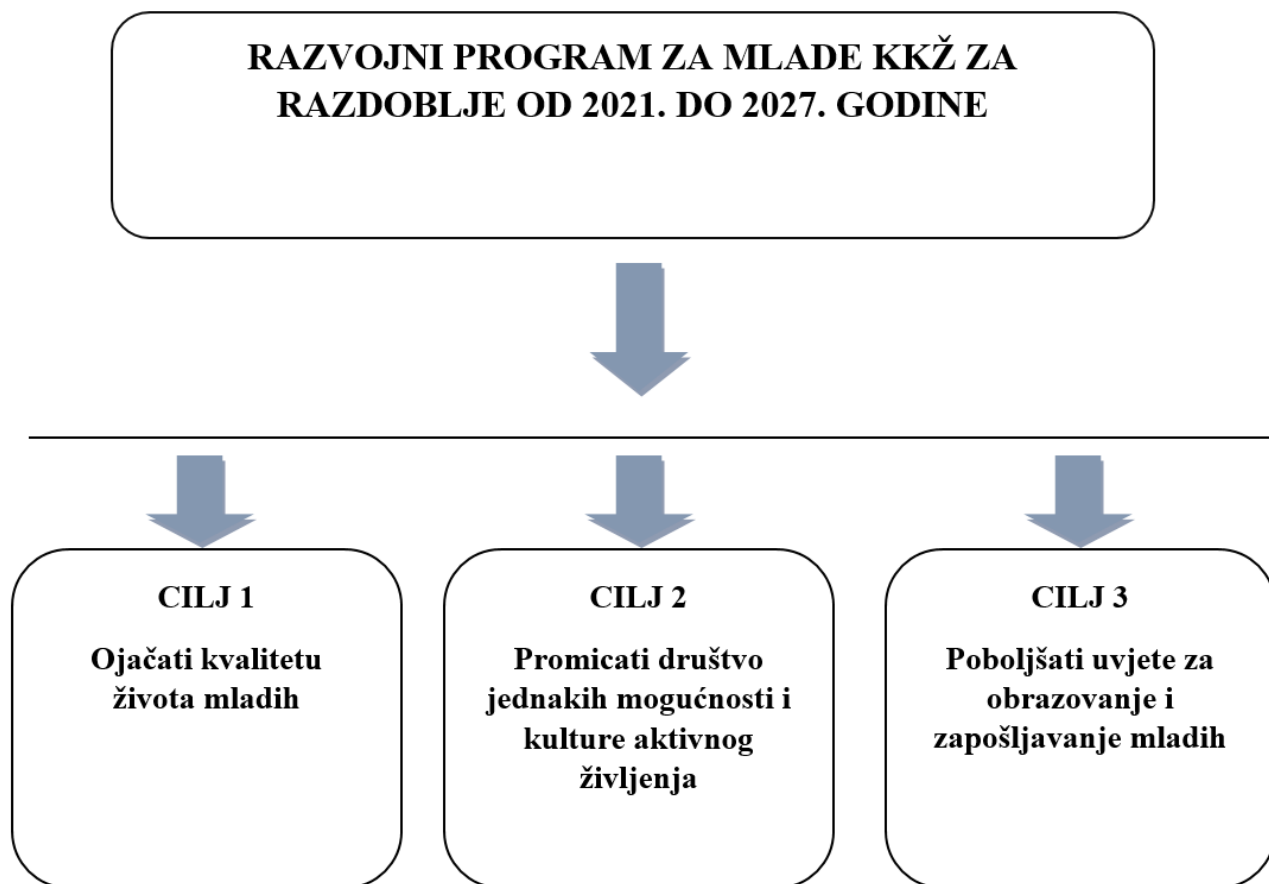 RAZVOJNI PROGRAM ZA MLADE KKŽ ZA
RAZDOBLJE OD 2021. DO 2027. GODINE
CILJ 1
Ojačati kvalitetu
života mladih
CILJ 2
Promicati društvo
jednakih mogućnosti i
kulture aktivnog
življenja
CILJ 3
Poboljšati uvjete za
obrazovanje i
zapošljavanje mladih